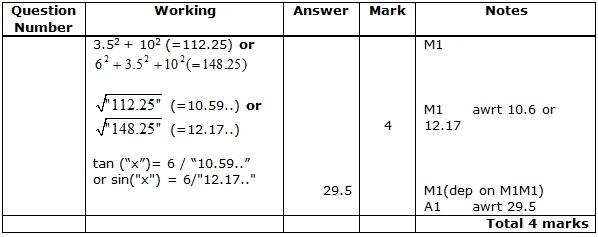 Question Number Working Answer Mark Notes
3.5² + 10² (=112.25) or M1
6² + 3.5² + 10² (=148.25)
√"112.25" (=10.59..) or M1 awrt 10.6 or
√"148.25" (=12.17..) 4 12.17
tan ("x")= 6 / "10.59.."
or sin("x") = 6/"12.17.."
29.5 M1(dep on M1M1)
A1 awrt 29.5
Total 4 marks